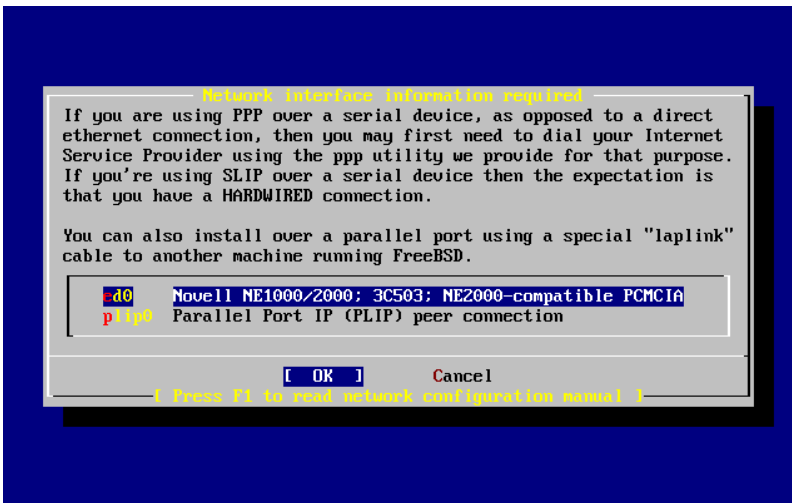 Network interface information required
If you are using PPP over a serial device, as opposed to a direct
ethernet connection, then you may first need to dial your Internet
Service Provider using the ppp utility we provide for that purpose.
If you're using SLIP over a serial device then the expectation is
that you have a HARDWIRED connection.
You can also install over a parallel port using a special "laplink"
cable to another machine running FreeBSD.
ed0 Novell NE1000/2000; 3C503; NE2000-compatible PCMCIA
plip0 Parallel Port IP (PLIP) peer connection
[ OK ] Cancel
[ Press F1 to read network configuration manual ]